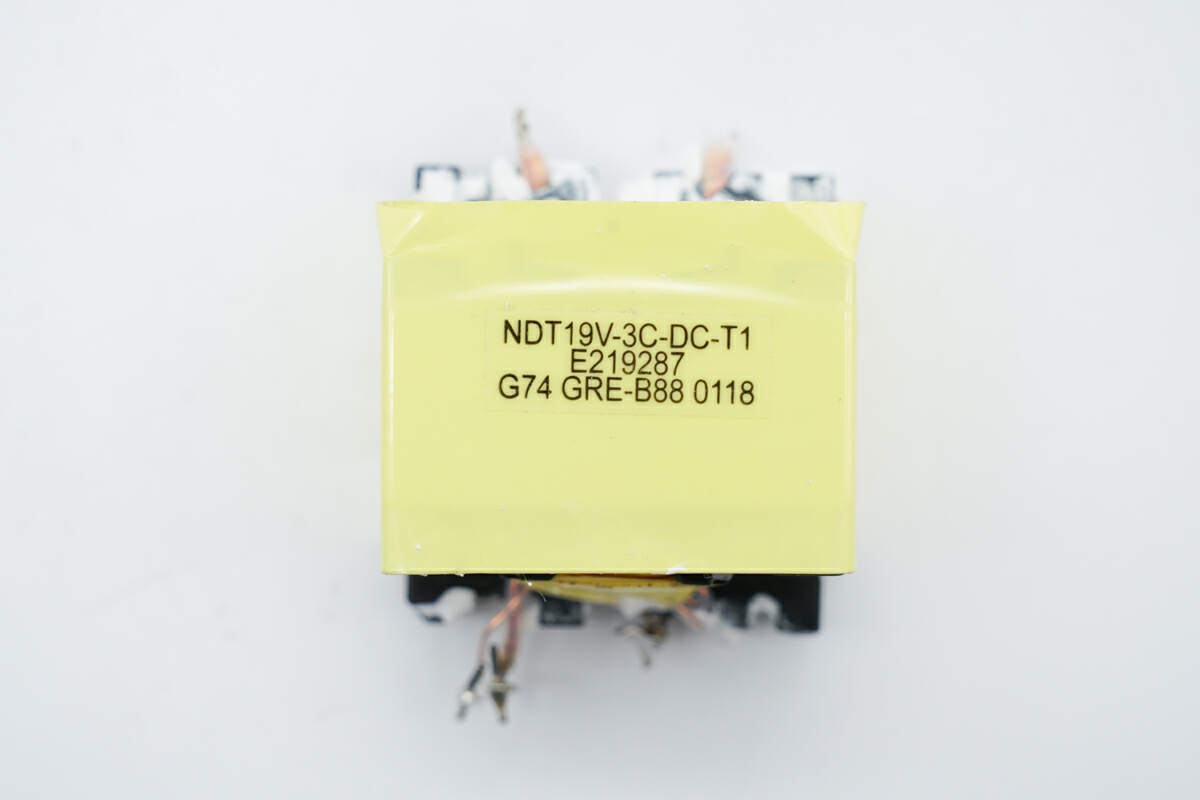 NDT19V-3C-DC-T1
E219287
G74 GRE-B88 0118